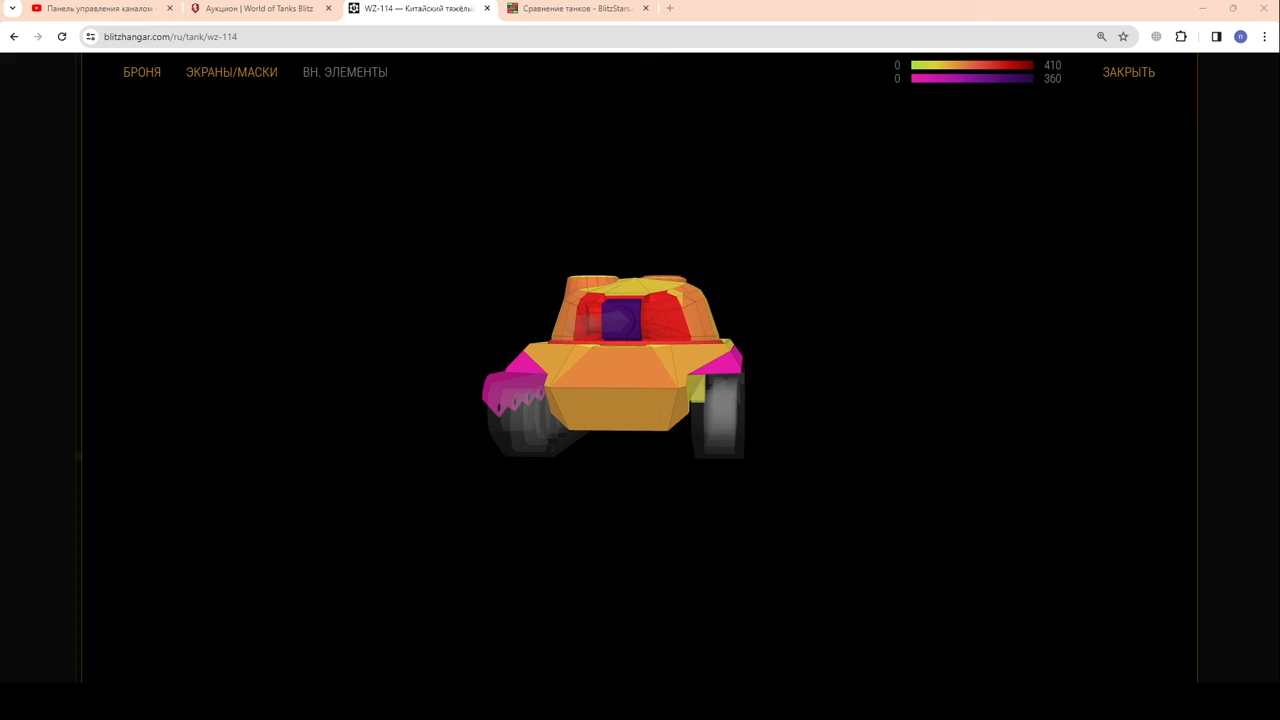 Панель управления каналом
Аукцион | World of Tanks Blitz
WZ-114 — Китайский тяжёлы
Сравнение танков - BlitzStars.
blitzhangar.com/ru/tank/wz-114
n
БРОНЯ
ЭКРАНЫ/МАСКИ
ВН. ЭЛЕМЕНТЫ
0 410
0 360
ЗАКРЫТЬ